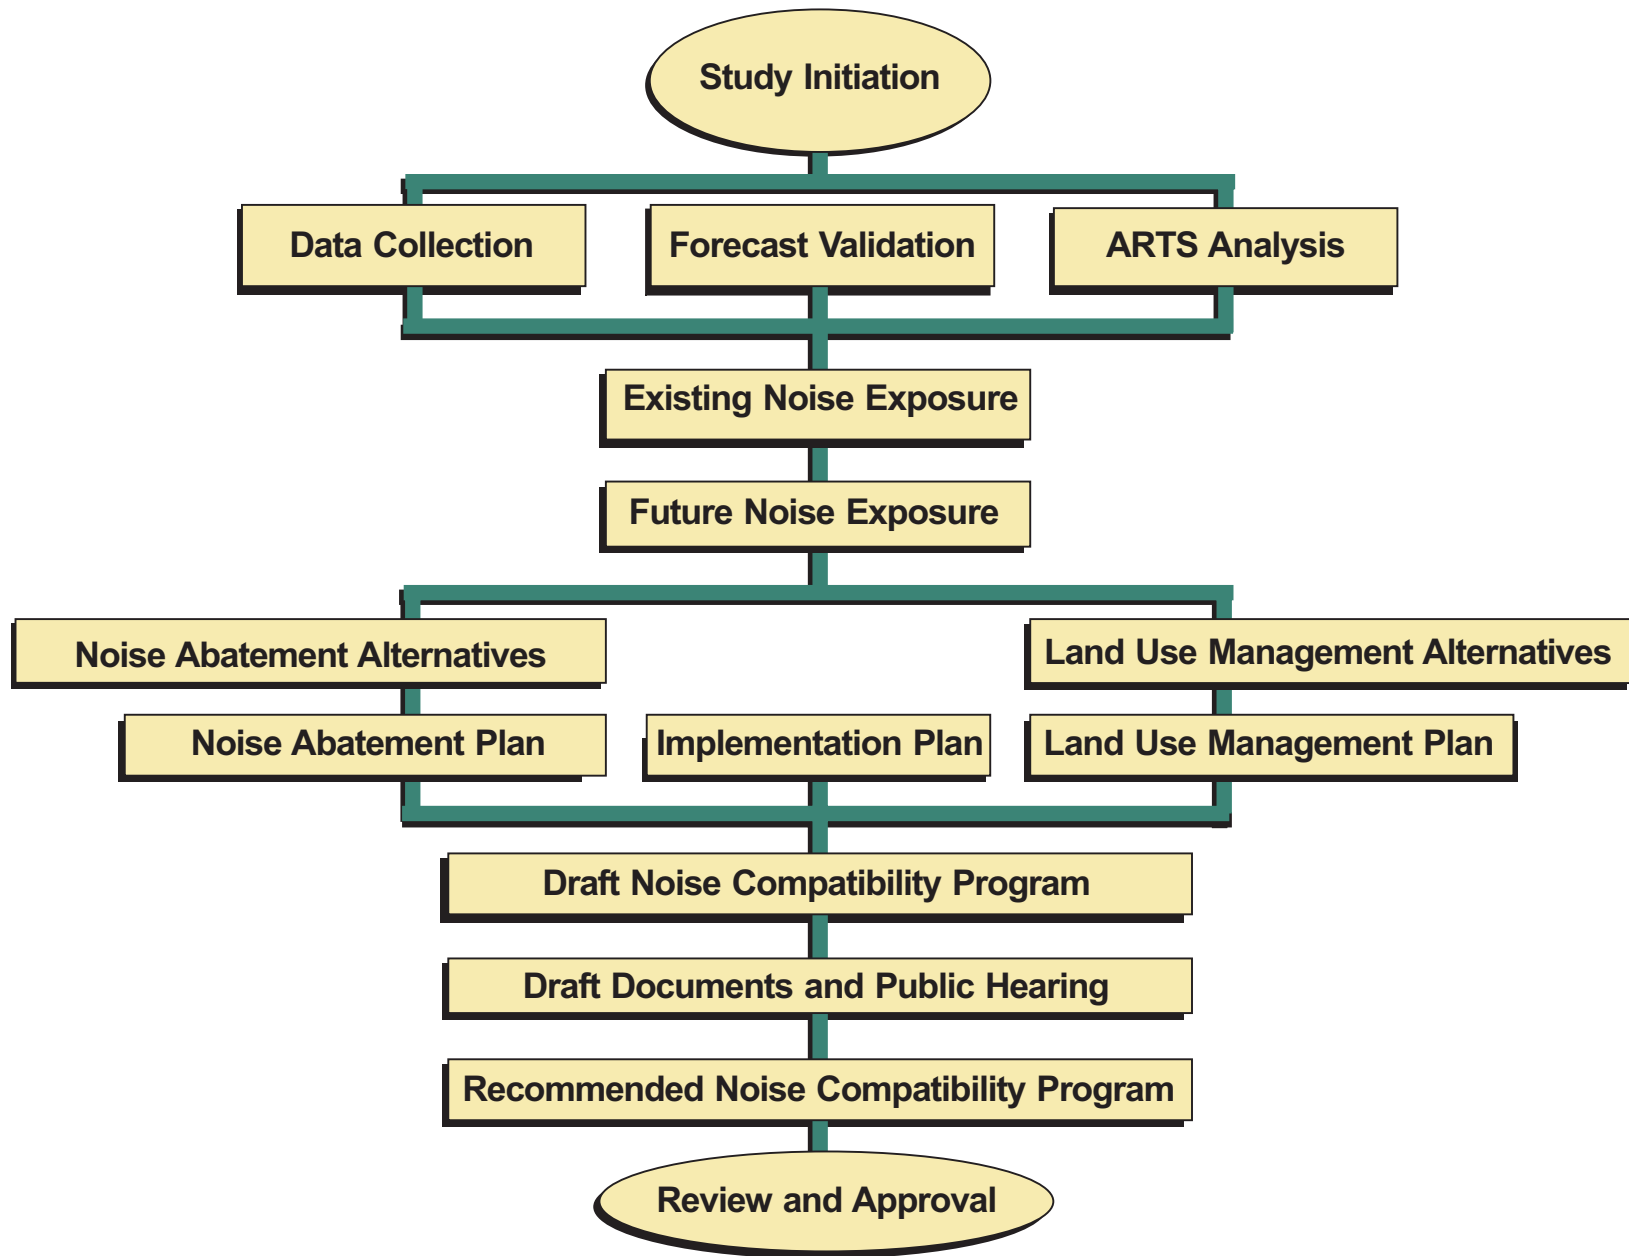 Study Initiation
Data Collection
Forecast Validation
ARTS Analysis
Existing Noise Exposure
Future Noise Exposure
Noise Abatement Alternatives
Land Use Management Alternatives
Noise Abatement Plan
Implementation Plan
Land Use Management Plan
Draft Noise Compatibility Program
Draft Documents and Public Hearing
Recommended Noise Compatibility Program
Review and Approval